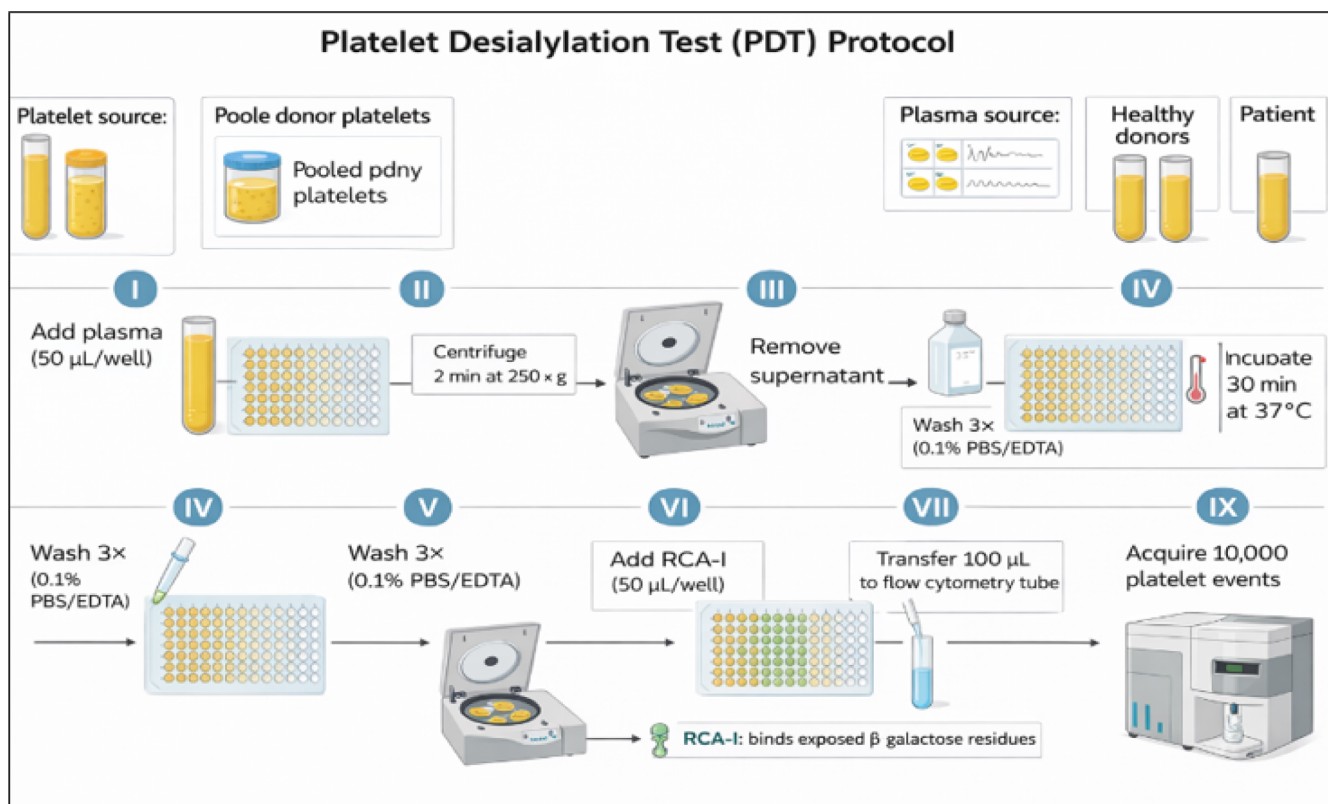 Platelet Desialylation Test (PDT) Protocol
Platelet source:
Poole donor platelets
Pooled pdny
platelets
Plasma source:
Healthy
donors
Patient
I
II
III
IV
Add plasma
(50 μL/well)
Centrifuge
2 min at 250 × g
Remove
supernatant
Wash 3×
(0.1% PBS/EDTA)
Incubate
30 min
at 37°C
IV
V
VI
VII
IX
Wash 3×
(0.1%
PBS/EDTA)
Wash 3×
(0.1% PBS/EDTA)
Add RCA-I
(50 μL/well)
Transfer 100 μL
to flow cytometry tube
Acquire 10,000
platelet events
RCA-I: binds exposed β galactose residues